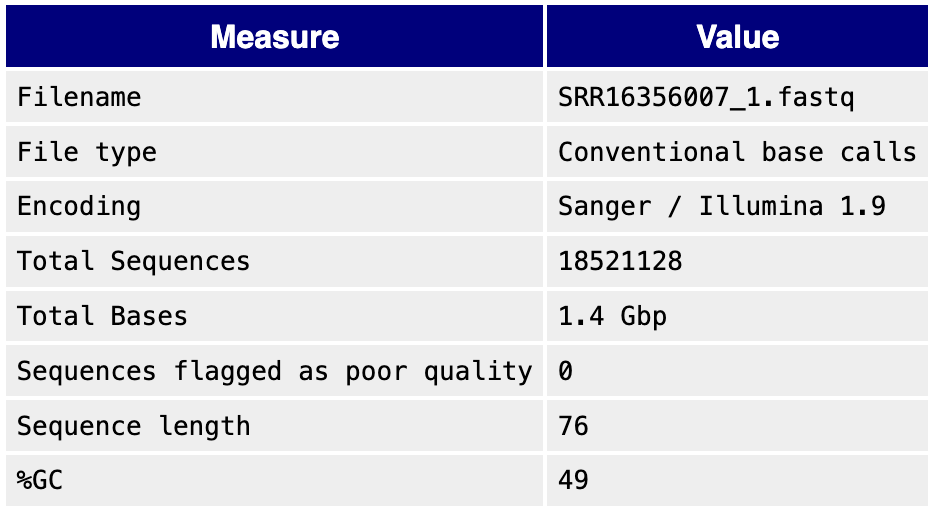 Measure Value
Filename SRR16356007_1.fastq
File type Conventional base calls
Encoding Sanger / Illumina 1.9
Total Sequences 18521128
Total Bases 1.4 Gbp
Sequences flagged as poor quality 0
Sequence length 76
%GC 49